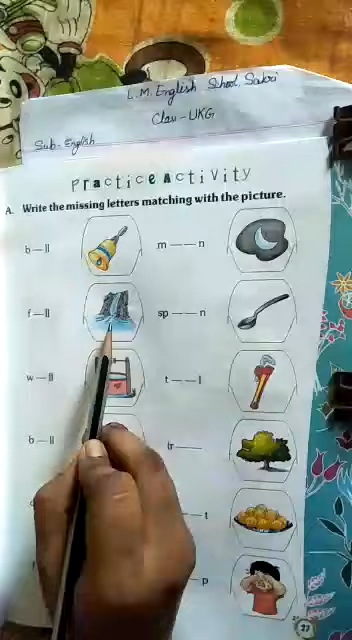 L.M. English School, Sakri
Class - UKG
Sub - English
Practice Activity
A. Write the missing letters matching with the picture.
b — ll
m — — n
f — ll
sp — — n
w — ll
t — — l
b — ll
tr — —
— t
— p
27